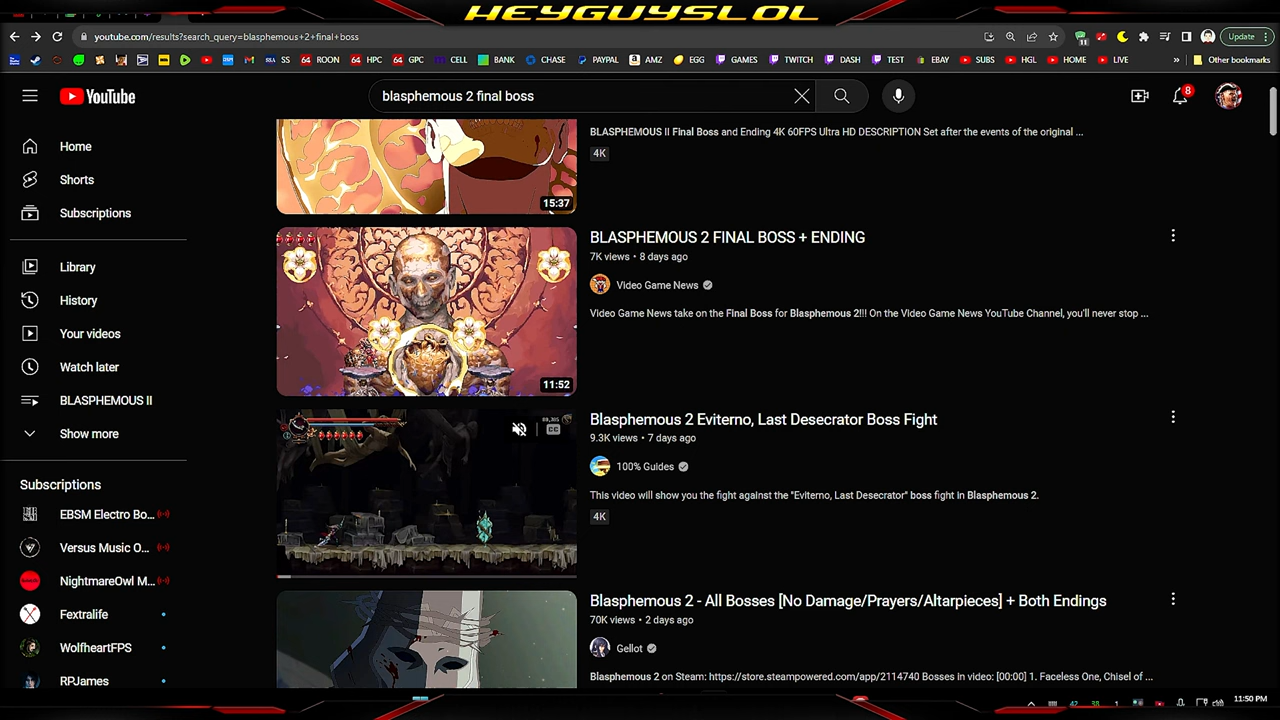 HEYGUYSLOL
youtube.com/results?search_query=blasphemous+2+final+boss
11
Update
SS
64 ROON
64 HPC
64 GPC
CELL
BANK
CHASE
PAYPAL
AMZ
EGG
GAMES
TWITCH
DASH
TEST
EBAY
SUBS
HGL
HOME
LIVE
»
Other bookmarks
YouTube
blasphemous 2 final boss
8
Home
Shorts
Subscriptions
Library
History
Your videos
Watch later
BLASPHEMOUS II
Show more
Subscriptions
EBSM Electro Bo...
Versus Music O...
NightmareOwl M...
Fextralife
WolfheartFPS
RPJames
15:37
BLASPHEMOUS II Final Boss and Ending 4K 60FPS Ultra HD DESCRIPTION Set after the events of the original ...
4K
11:52
BLASPHEMOUS 2 FINAL BOSS + ENDING
7K views • 8 days ago
Video Game News
Video Game News take on the Final Boss for Blasphemous 2!!! On the Video Game News YouTube Channel, you'll never stop ...
CC
Blasphemous 2 Eviterno, Last Desecrator Boss Fight
9.3K views • 7 days ago
100% Guides
This video will show you the fight against the "Eviterno, Last Desecrator" boss fight in Blasphemous 2.
4K
Blasphemous 2 - All Bosses [No Damage/Prayers/Altarpieces] + Both Endings
70K views • 2 days ago
Gellot
Blasphemous 2 on Steam: https://store.steampowered.com/app/2114740 Bosses in video: [00:00] 1. Faceless One, Chisel of ...
42
38
1
11:50 PM